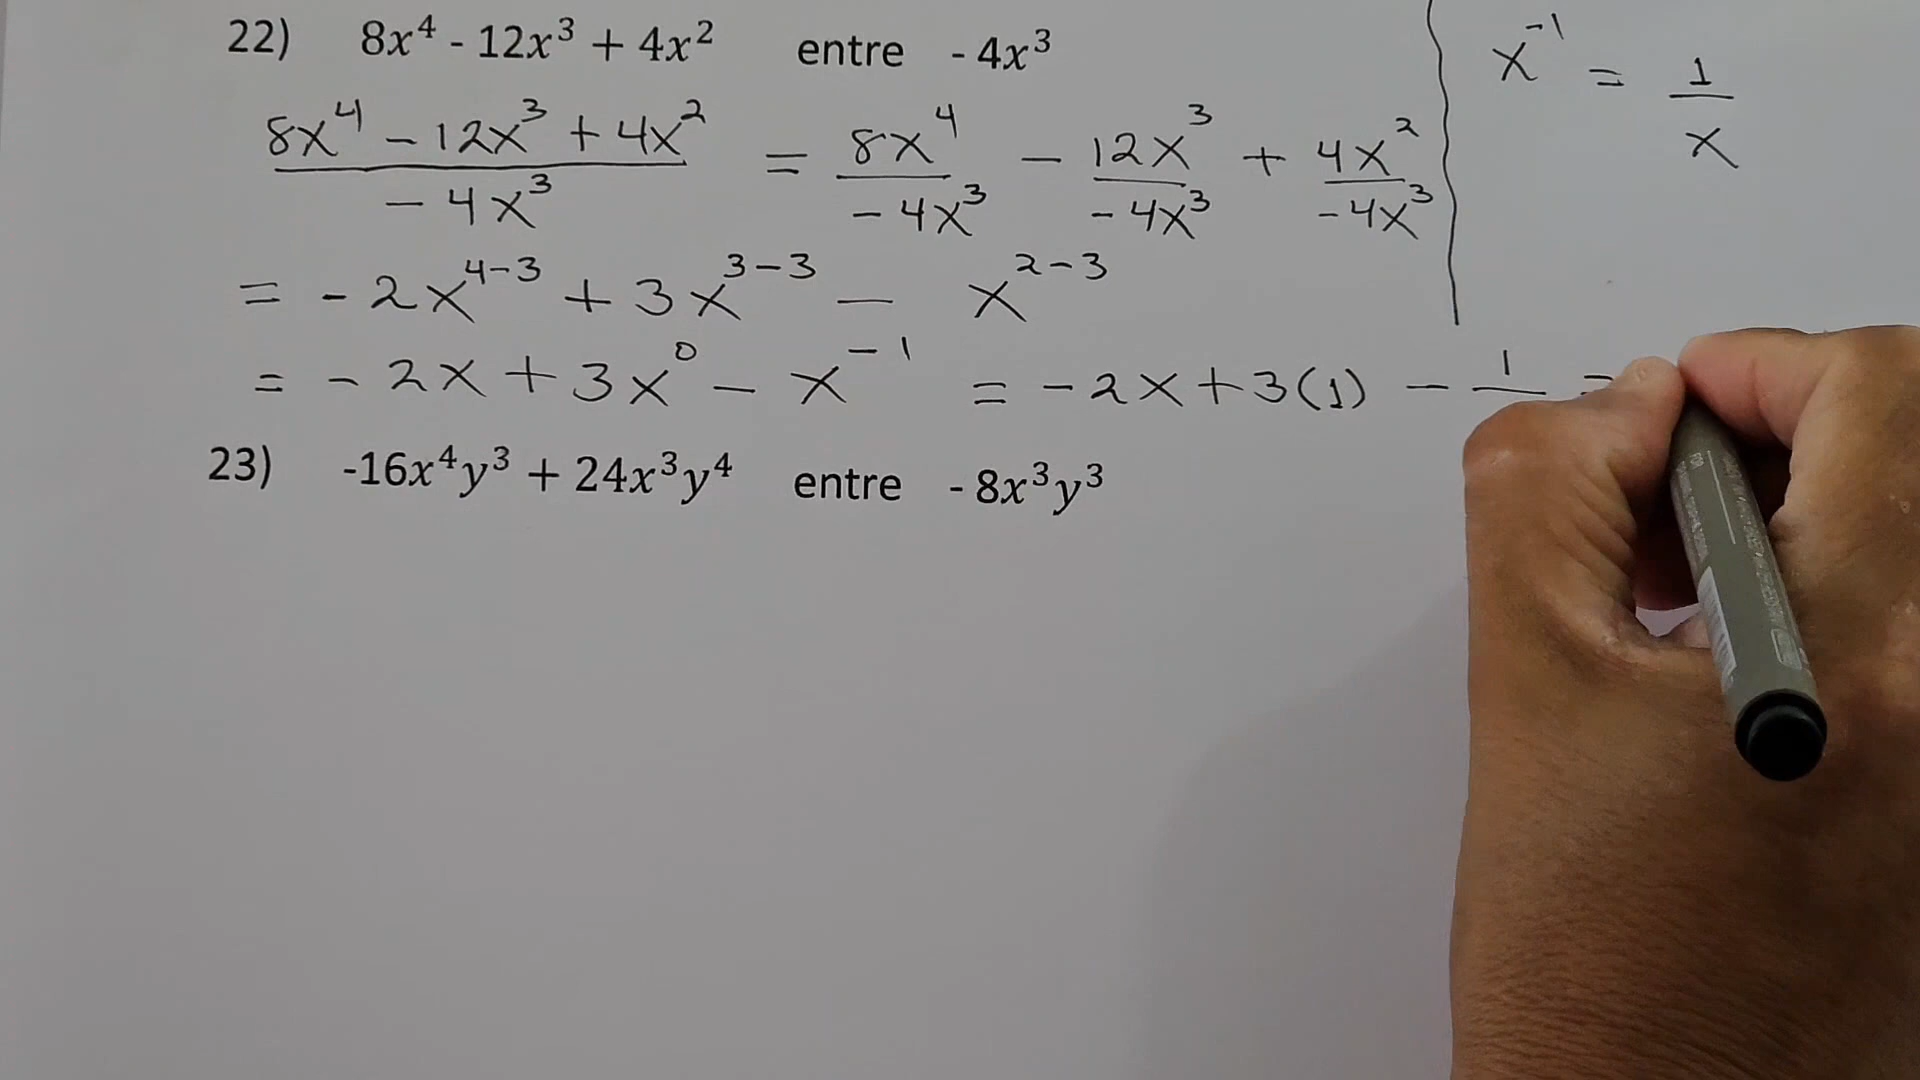 22) 8x⁴ - 12x³ + 4x² entre - 4x³
x⁻¹ = 1/x
(8x⁴ - 12x³ + 4x²)/(- 4x³) = 8x⁴/(- 4x³) - 12x³/(- 4x³) + 4x²/(- 4x³)
= - 2x⁴⁻³ + 3x³⁻³ - x²⁻³
= - 2x + 3x⁰ - x⁻¹ = - 2x + 3(1) - 1/ =
23) -16x⁴y³ + 24x³y⁴ entre - 8x³y³